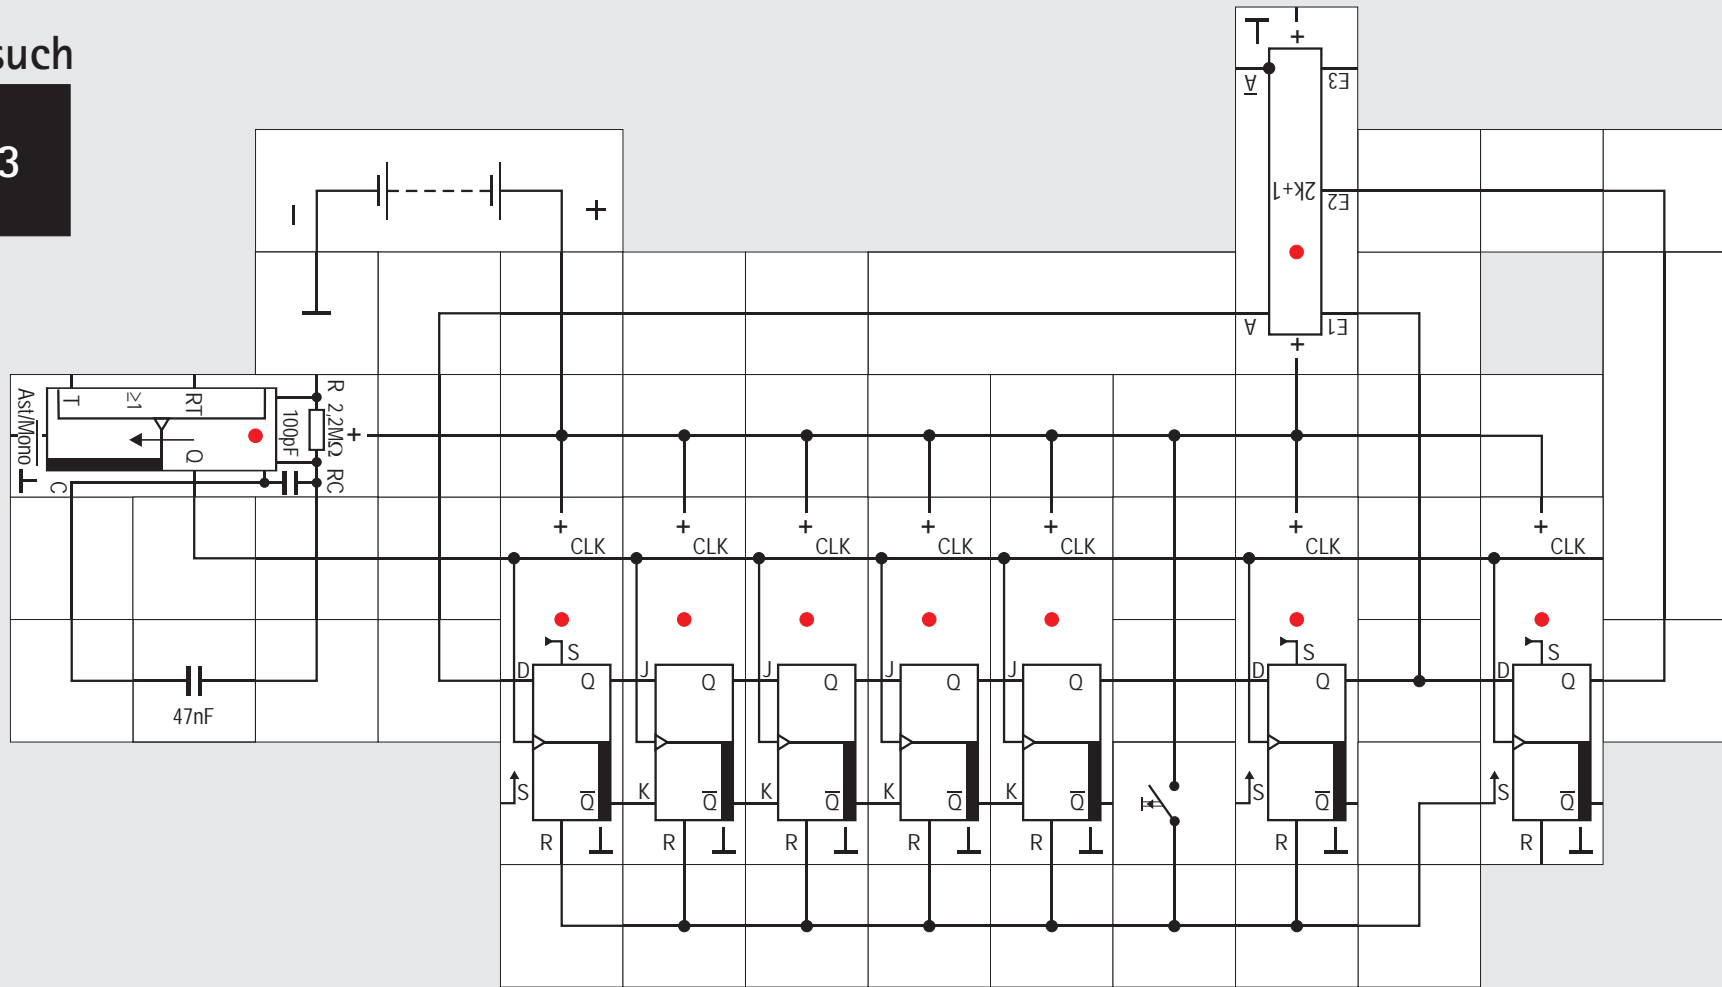 such
3
T
+
A
E3
2k+1
E2
A
E1
+
−
+
Ast/Mono
T
≥1
RT
Q
100pF
R
2,2MΩ
RC
+
C
+
+
+
+
+
+
+
CLK
CLK
CLK
CLK
CLK
CLK
CLK
S
S
S
D
Q
J
Q
J
Q
J
Q
J
Q
D
Q
D
Q
47nF
S
Q
K
Q
K
Q
K
Q
K
Q
S
Q
S
Q
R
R
R
R
R
R
R